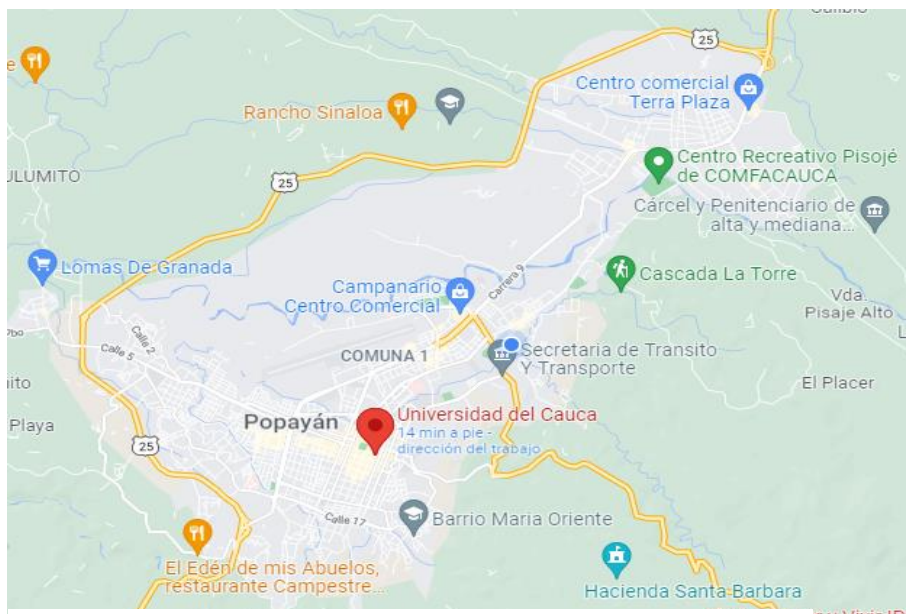 25
Centro comercial
Terra Plaza
Rancho Sinaloa
Centro Recreativo Pisojé
de COMFACAUCA
ULUMITO
25
Cárcel y Penitenciario de
alta y mediana...
Lomas De Granada
Cascada La Torre
Carrera 9
Campanario
Centro Comercial
Vda.
Pisaje Alto
Calle 2
Calle 5
COMUNA 1
Secretaria de Transito
Y Transporte
El Placer
Playa
Popayán
Universidad del Cauca
14 min a pie -
dirección del trabajo
25
Calle 17
Barrio Maria Oriente
El Edén de mis Abuelos,
restaurante Campestre...
Hacienda Santa Barbara